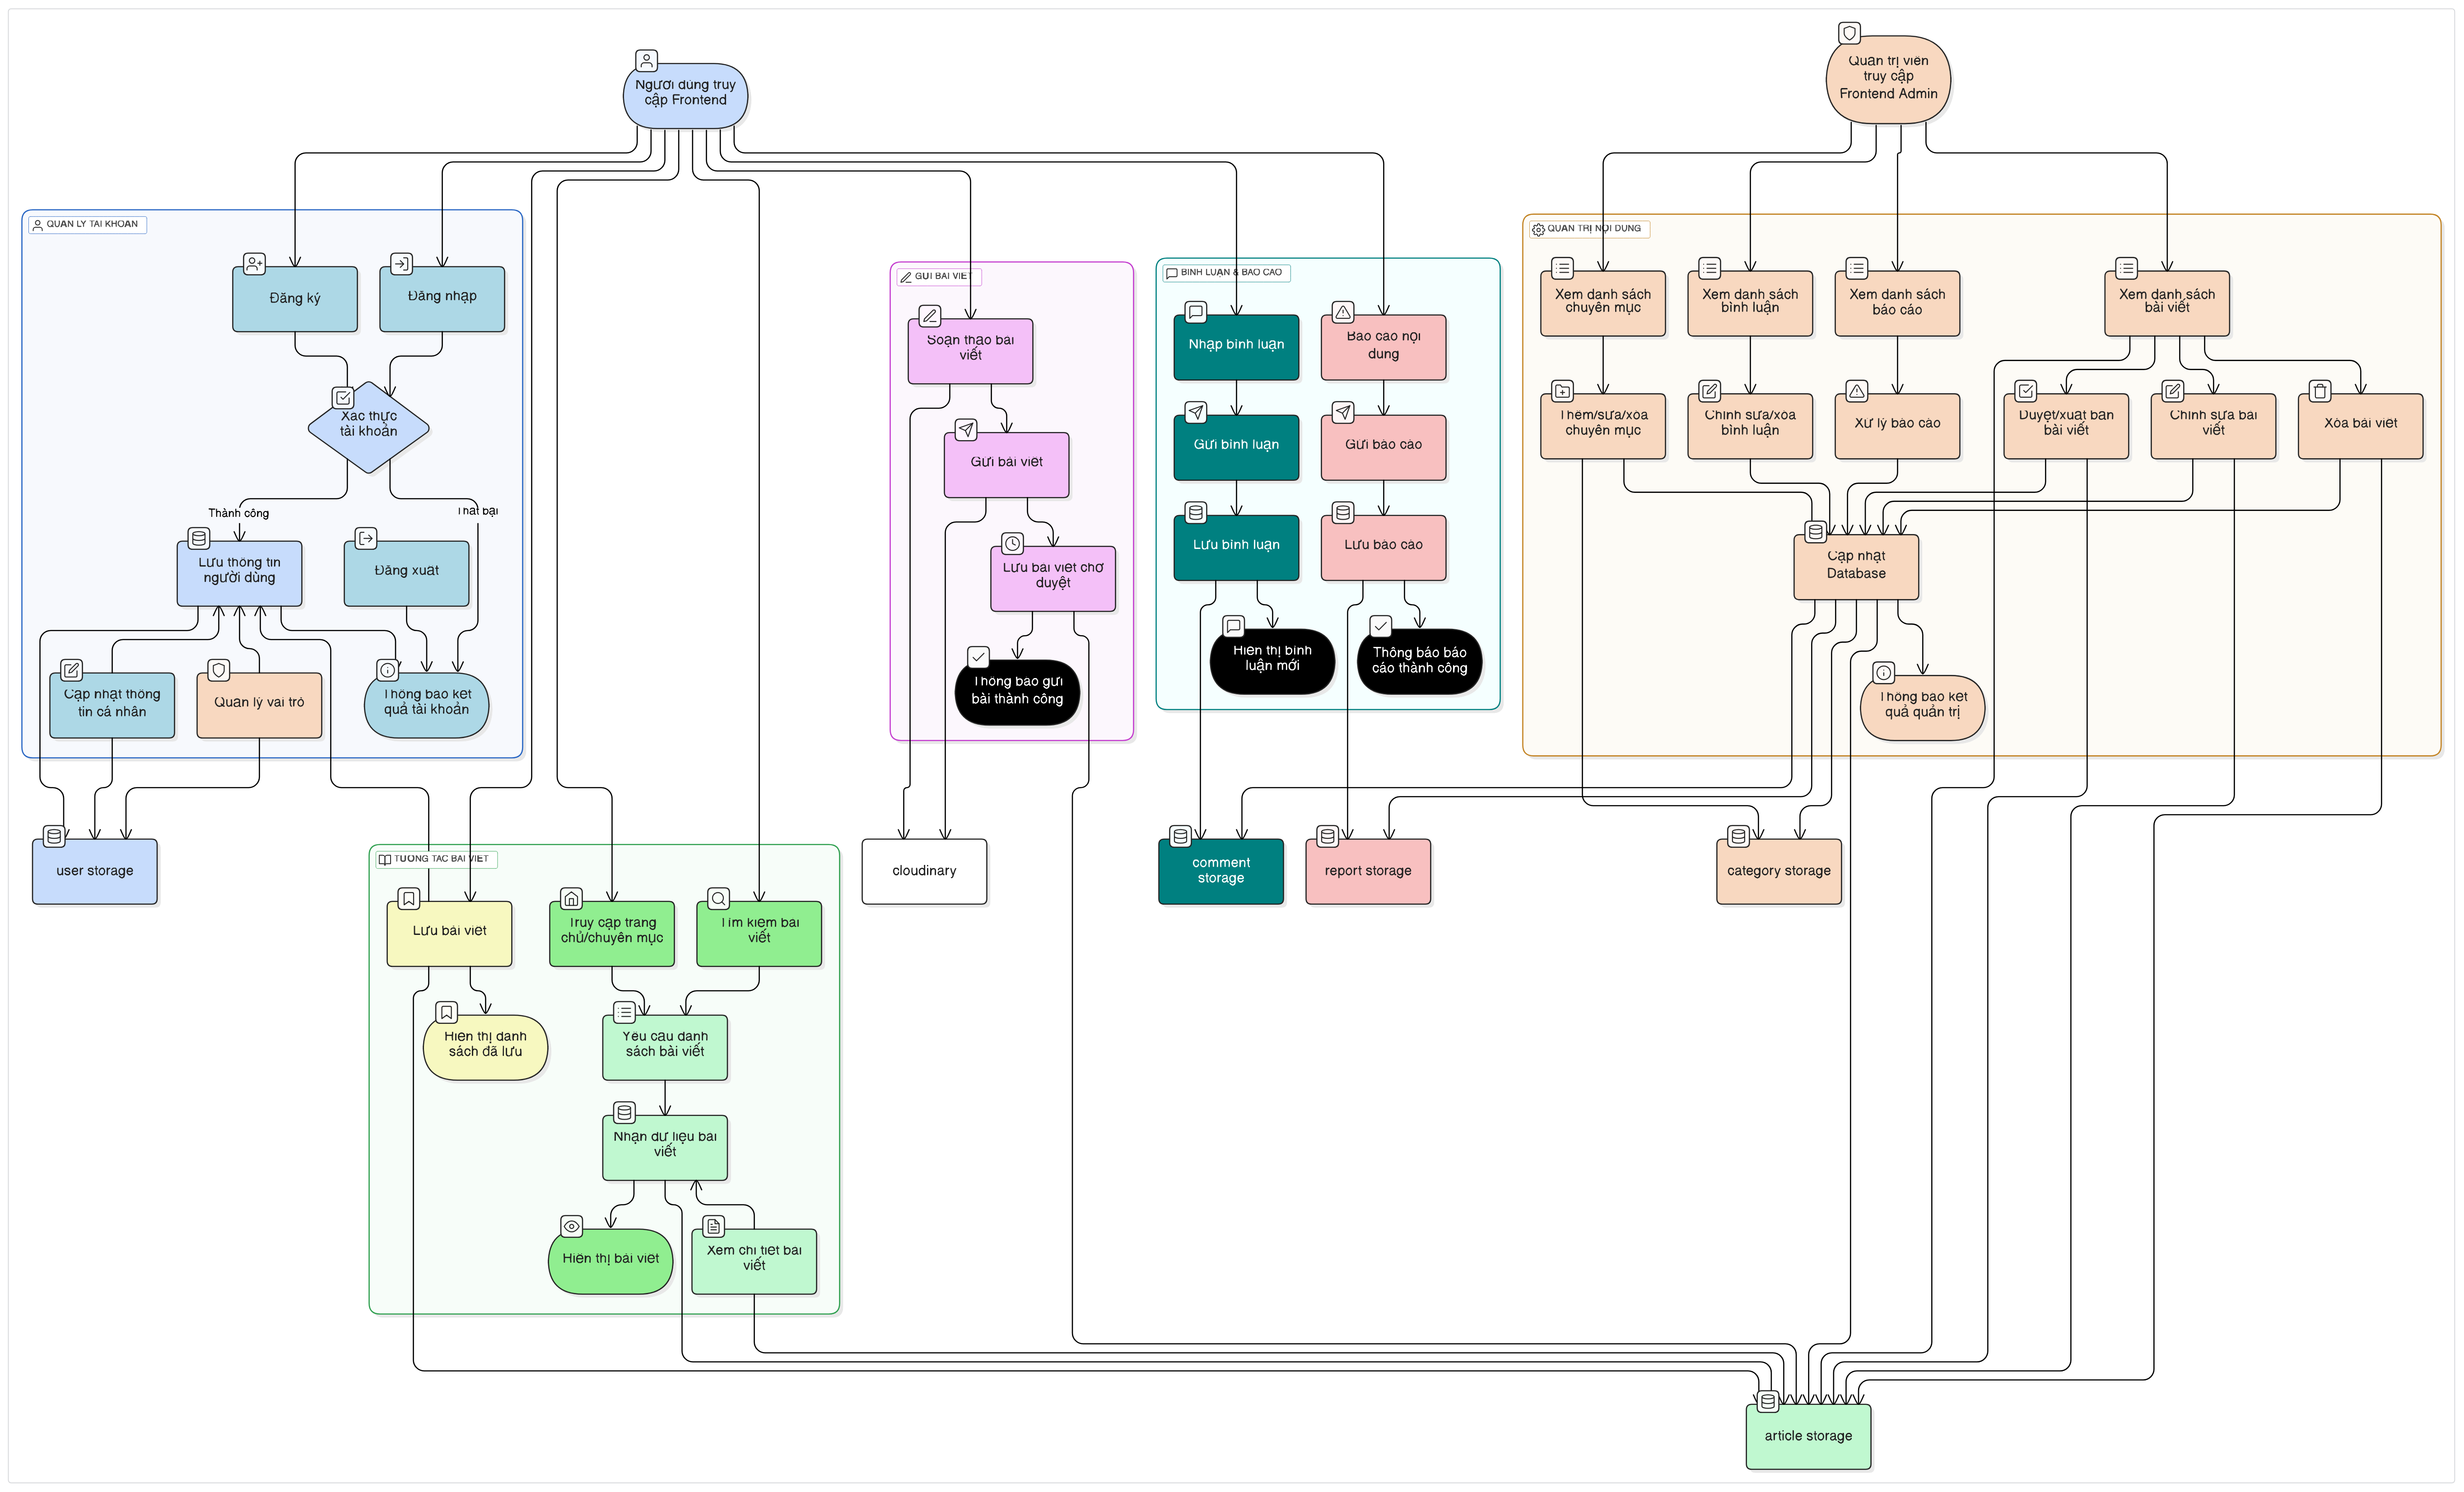 Người dùng truy
cập Frontend
Quản trị viên
truy cập
Frontend Admin
QUẢN LÝ TÀI KHOẢN
Đăng ký
Đăng nhập
Xác thực
tài khoản
Thành công
Thất bại
Lưu thông tin
người dùng
Đăng xuất
Cập nhật thông
tin cá nhân
Quản lý vai trò
Thông báo kết
quả tài khoản
user storage
GỬI BÀI VIẾT
Soạn thảo bài
viết
Gửi bài viết
Lưu bài viết chờ
duyệt
Thông báo gửi
bài thành công
cloudinary
BÌNH LUẬN & BÁO CÁO
Nhập bình luận
Báo cáo nội
dung
Gửi bình luận
Gửi báo cáo
Lưu bình luận
Lưu báo cáo
Hiển thị bình
luận mới
Thông báo báo
cáo thành công
comment
storage
report storage
QUẢN TRỊ NỘI DUNG
Xem danh sách
chuyên mục
Xem danh sách
bình luận
Xem danh sách
báo cáo
Xem danh sách
bài viết
Thêm/sửa/xóa
chuyên mục
Chỉnh sửa/xóa
bình luận
Xử lý báo cáo
Duyệt/xuất bản
bài viết
Chỉnh sửa bài
viết
Xóa bài viết
Cập nhật
Database
Thông báo kết
quả quản trị
category storage
TƯƠNG TÁC BÀI VIẾT
Lưu bài viết
Truy cập trang
chủ/chuyên mục
Tìm kiếm bài
viết
Hiển thị danh
sách đã lưu
Yêu cầu danh
sách bài viết
Nhận dữ liệu bài
viết
Hiển thị bài viết
Xem chi tiết bài
viết
article storage